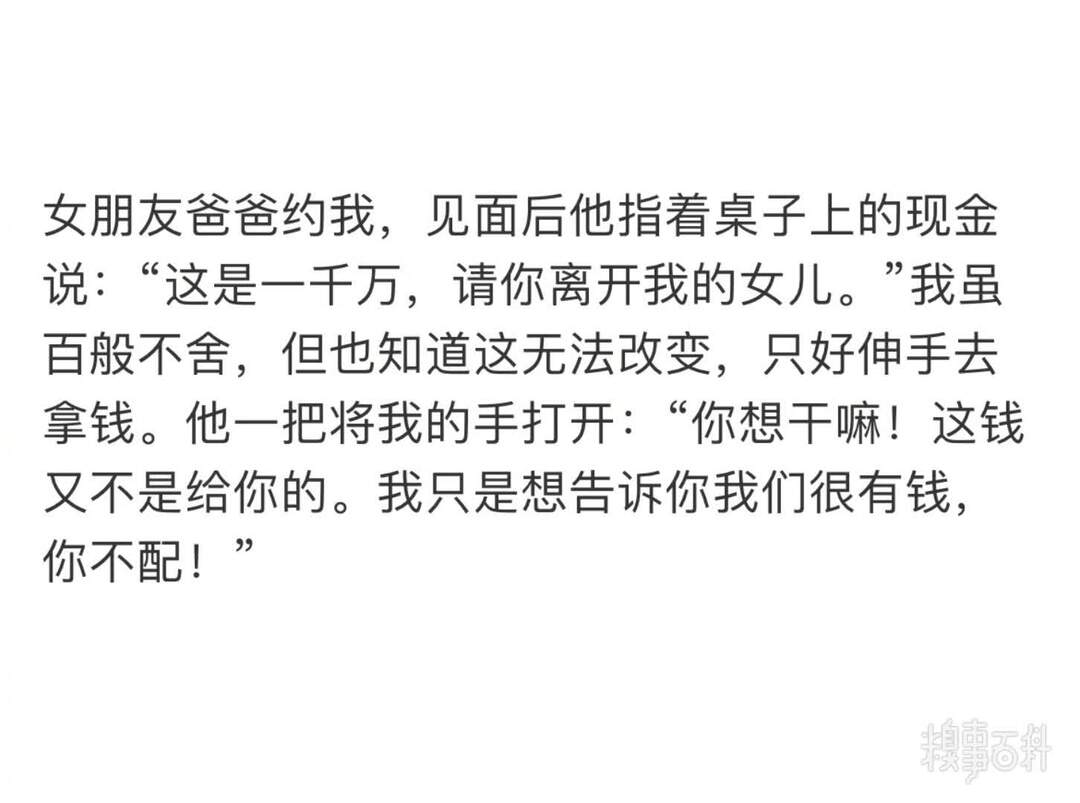 女朋友爸爸约我，见面后他指着桌子上的现金
说：“这是一千万，请你离开我的女儿。”我虽
百般不舍，但也知道这无法改变，只好伸手去
拿钱。他一把将我的手打开：“你想干嘛！这钱
又不是给你的。我只是想告诉你我们很有钱，
你不配！”
糗事百科